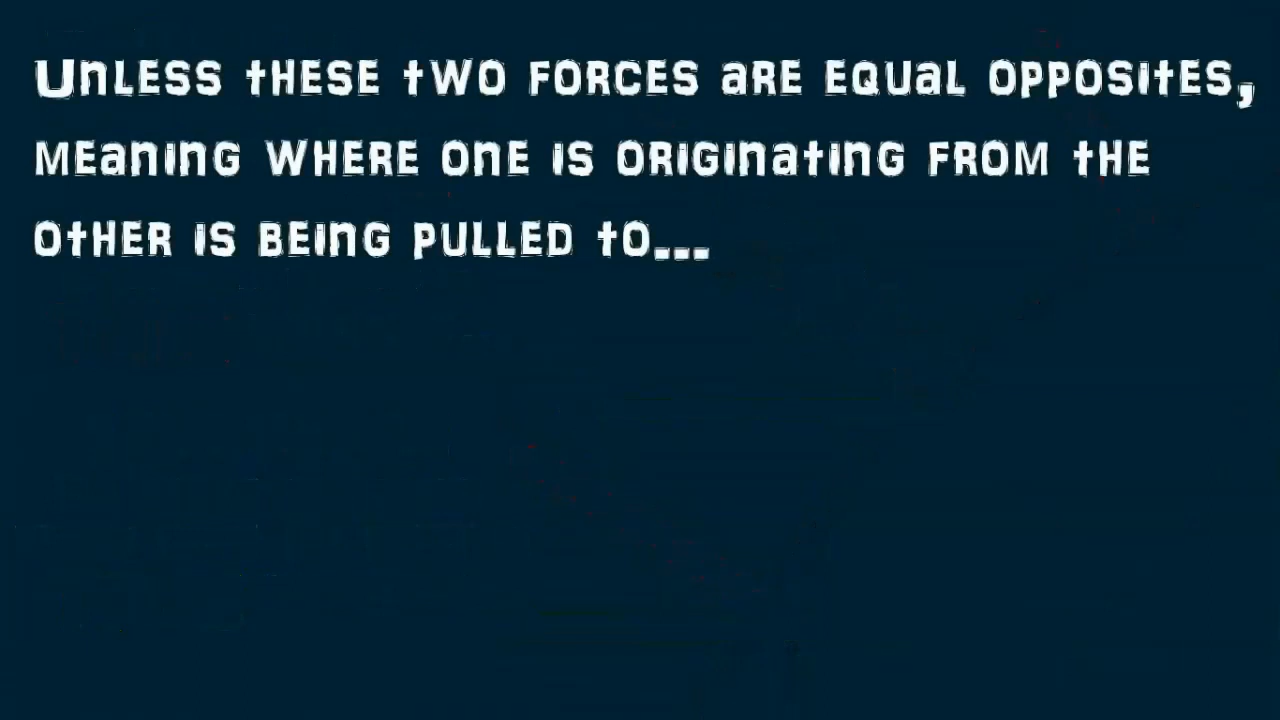 Unless these two forces are equal opposites,
meaning where one is originating from the
other is being pulled to...